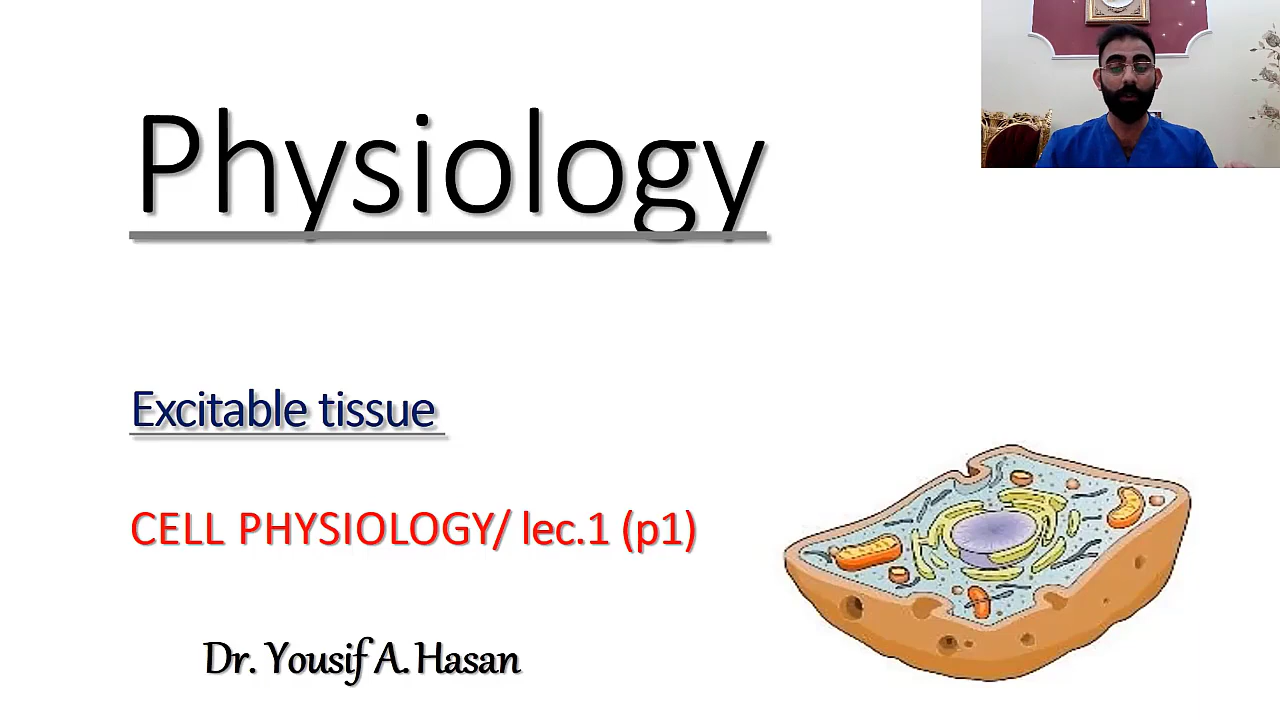 Physiology
Excitable tissue
CELL PHYSIOLOGY/ lec.1 (p1)
Dr. Yousif A. Hasan